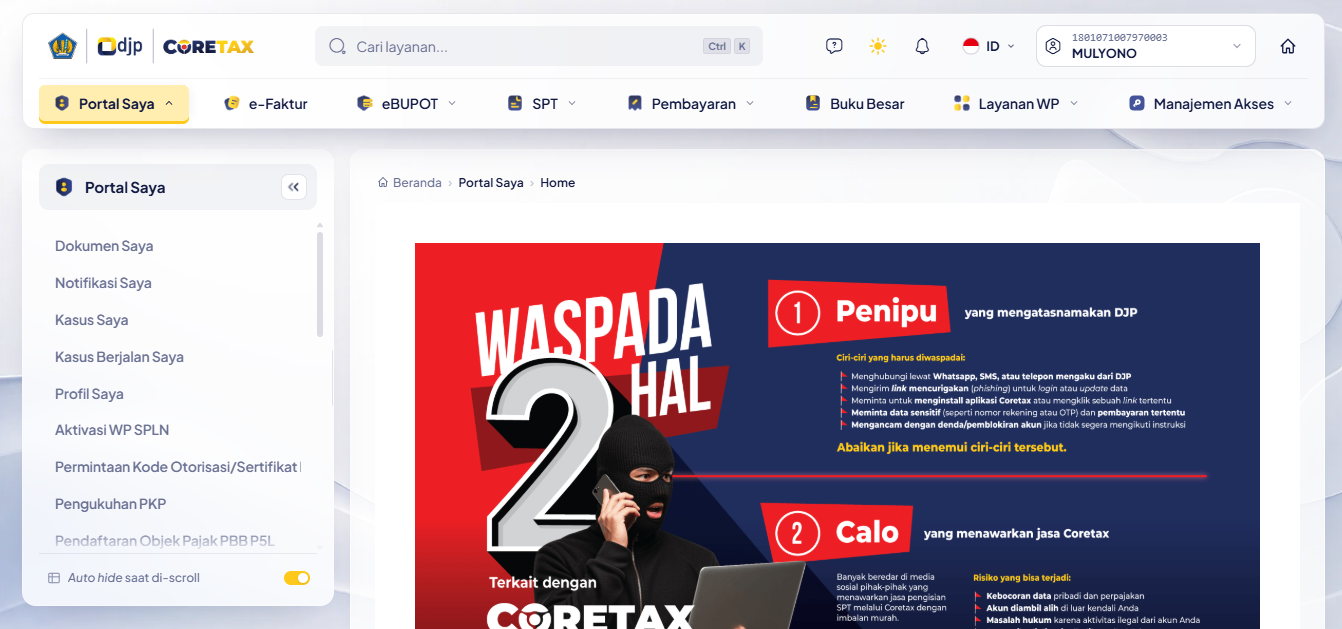 djp
CORETAX
Cari layanan...
Ctrl K
ID
1801071007970003
MULYONO
Portal Saya
e-Faktur
eBUPOT
SPT
Pembayaran
Buku Besar
Layanan WP
Manajemen Akses
Portal Saya
Dokumen Saya
Notifikasi Saya
Kasus Saya
Kasus Berjalan Saya
Profil Saya
Aktivasi WP SPLN
Permintaan Kode Otorisasi/Sertifikat
Pengukuhan PKP
Pendaftaran Objek Pajak PBB P5L
Auto hide saat di-scroll
Beranda › Portal Saya › Home
WASPADA
2 HAL
Terkait dengan
CORETAX
1 Penipu yang mengatasnamakan DJP
Ciri-ciri yang harus diwaspadai:
Menghubungi lewat Whatsapp, SMS, atau telepon mengaku dari DJP
Mengirim link mencurigakan (phishing) untuk login atau update data
Meminta untuk menginstall aplikasi Coretax atau mengklik sebuah link tertentu
Meminta data sensitif (seperti nomor rekening atau OTP) dan pembayaran tertentu
Mengancam dengan denda/pemblokiran akun jika tidak segera mengikuti instruksi
Abaikan jika menemui ciri-ciri tersebut.
2 Calo yang menawarkan jasa Coretax
Banyak beredar di media
sosial pihak-pihak yang
menawarkan jasa pengisian
SPT melalui Coretax dengan
imbalan murah.
Risiko yang bisa terjadi:
Kebocoran data pribadi dan perpajakan
Akun diambil alih di luar kendali Anda
Masalah hukum karena aktivitas ilegal dari akun Anda